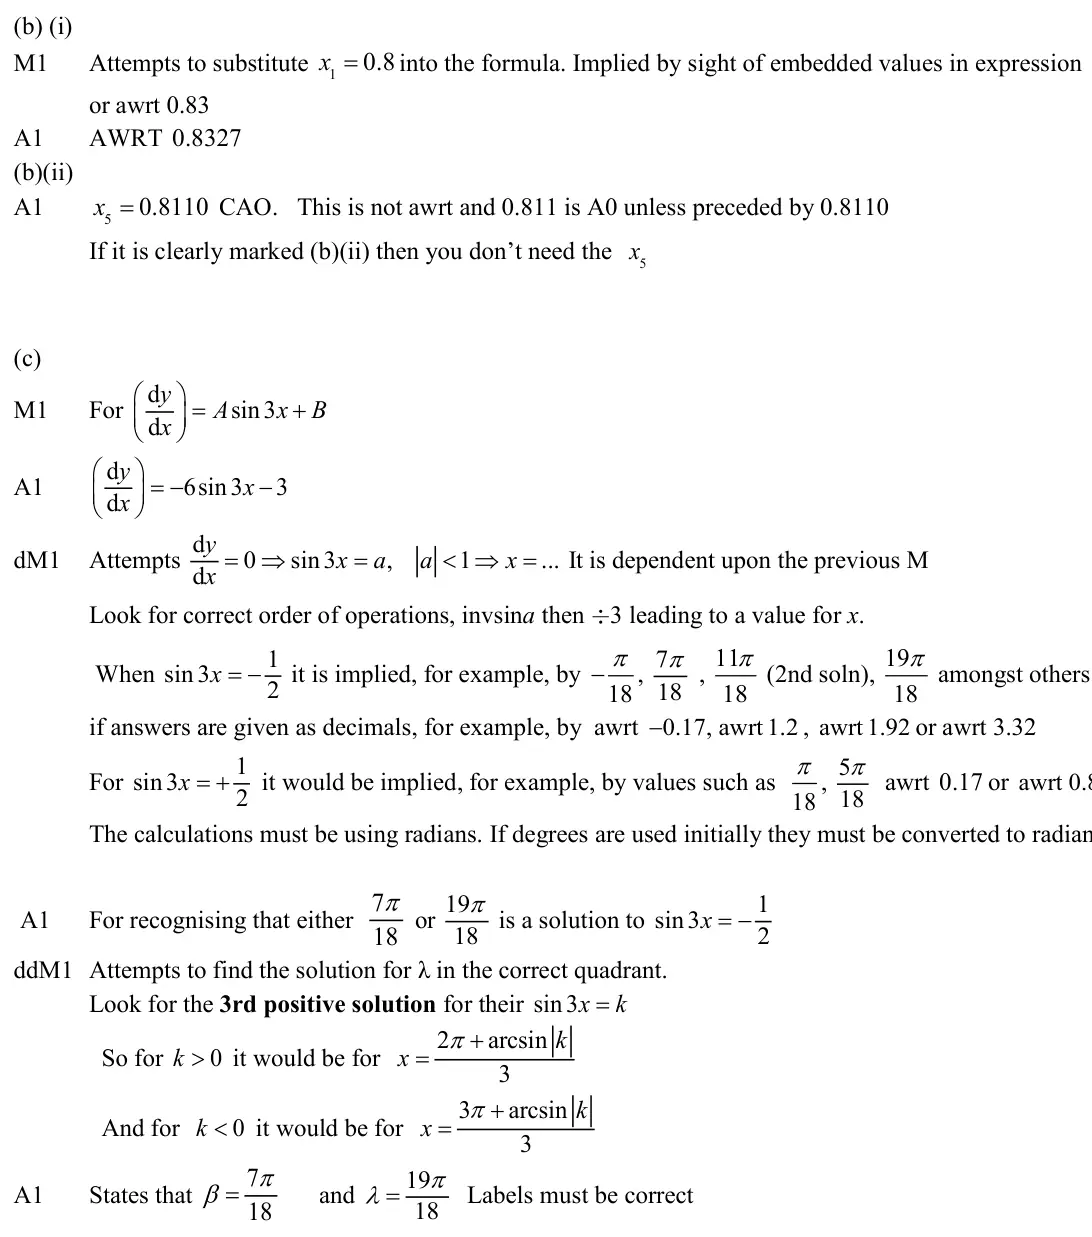 (b) (i)
M1 Attempts to substitute x₁ = 0.8 into the formula. Implied by sight of embedded values in expression
or awrt 0.83
A1 AWRT 0.8327
(b)(ii)
A1 x₅ = 0.8110 CAO. This is not awrt and 0.811 is A0 unless preceded by 0.8110
If it is clearly marked (b)(ii) then you don’t need the x₅
(c)
M1 For (dy/dx) = A sin 3x + B
A1 (dy/dx) = −6 sin 3x − 3
dM1 Attempts dy/dx = 0 ⇒ sin 3x = a, |a| < 1 ⇒ x = ... It is dependent upon the previous M
Look for correct order of operations, invsina then ÷3 leading to a value for x.
When sin 3x = −1/2 it is implied, for example, by −π/18, 7π/18, 11π/18 (2nd soln), 19π/18 amongst others
if answers are given as decimals, for example, by awrt −0.17, awrt 1.2, awrt 1.92 or awrt 3.32
For sin 3x = +1/2 it would be implied, for example, by values such as π/18, 5π/18 awrt 0.17 or awrt
The calculations must be using radians. If degrees are used initially they must be converted to
A1 For recognising that either 7π/18 or 19π/18 is a solution to sin 3x = −1/2
ddM1 Attempts to find the solution for λ in the correct quadrant.
Look for the 3rd positive solution for their sin 3x = k
So for k > 0 it would be for x = (2π + arcsin|k|)/3
And for k < 0 it would be for x = (3π + arcsin|k|)/3
A1 States that β = 7π/18 and λ = 19π/18 Labels must be correct